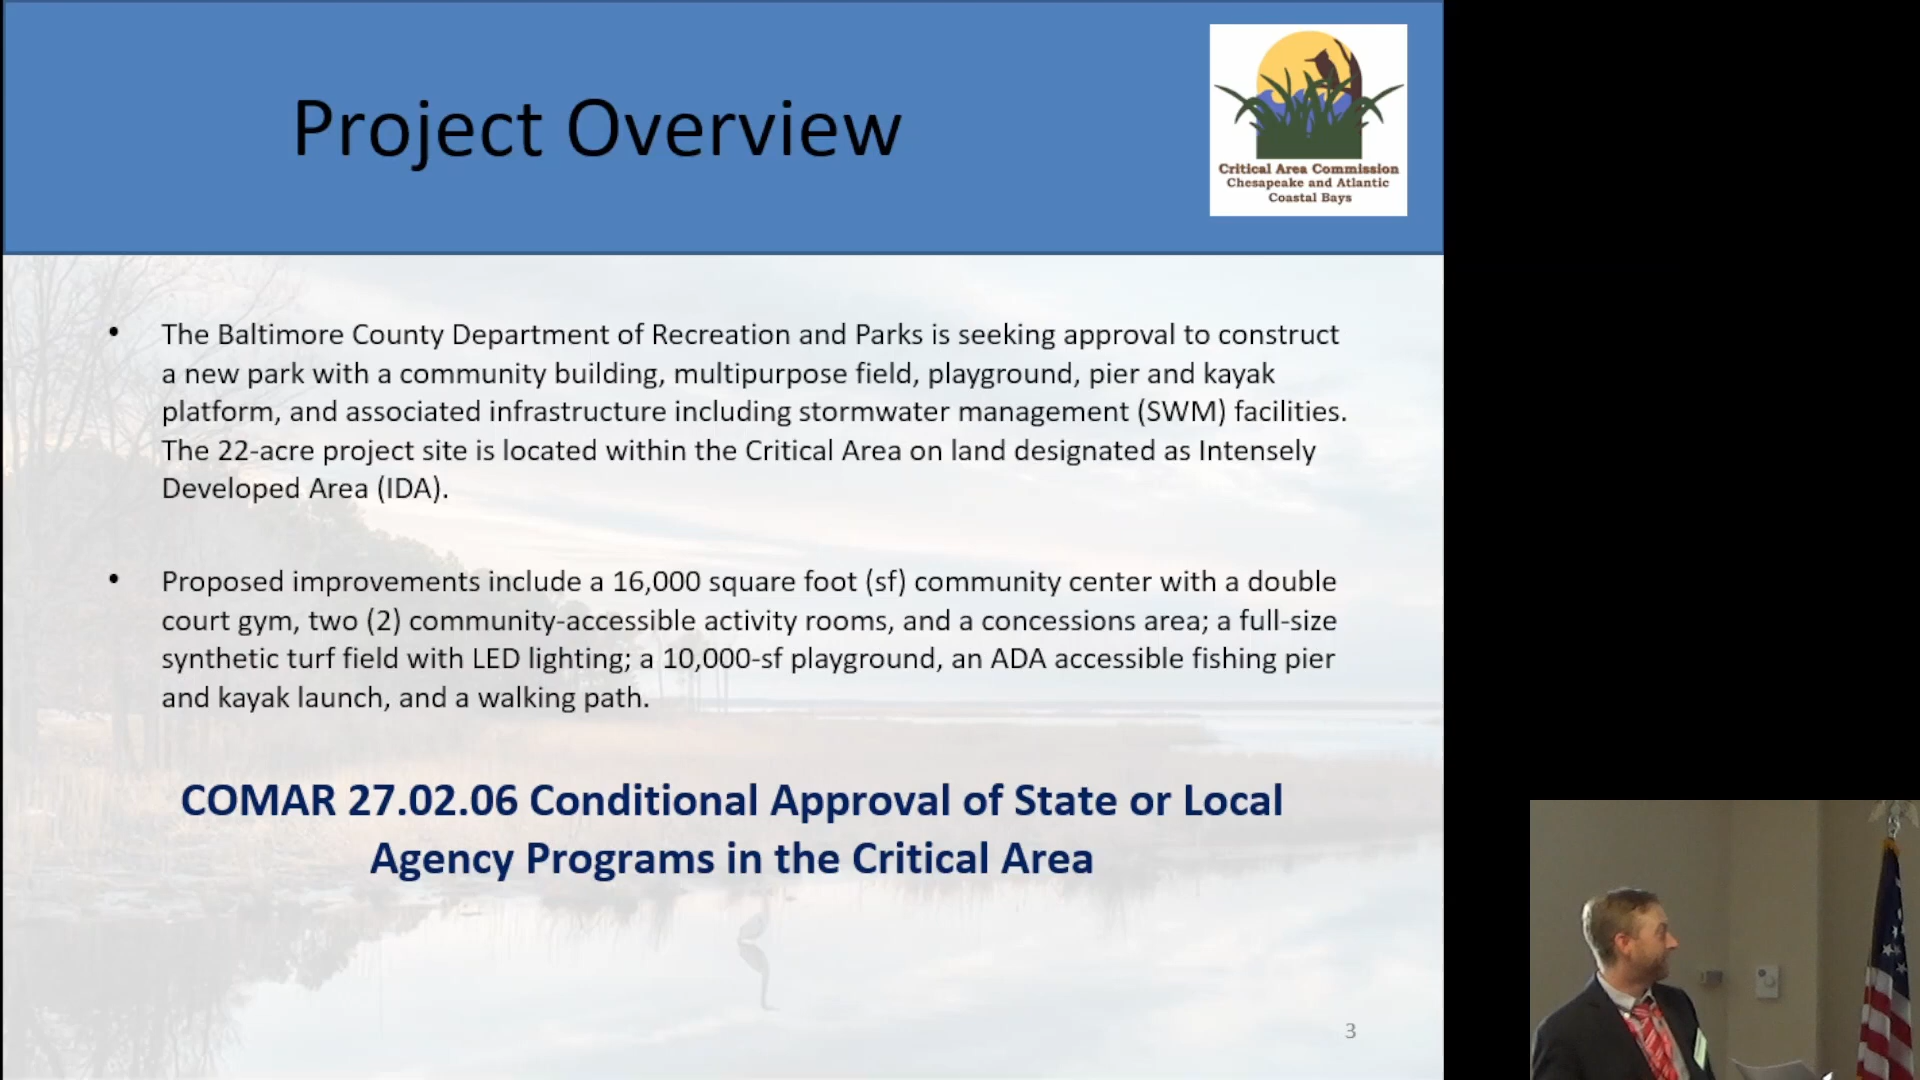 Project Overview
Critical Area Commission
Chesapeake and Atlantic
Coastal Bays
• The Baltimore County Department of Recreation and Parks is seeking approval to construct
a new park with a community building, multipurpose field, playground, pier and kayak
platform, and associated infrastructure including stormwater management (SWM) facilities.
The 22-acre project site is located within the Critical Area on land designated as Intensely
Developed Area (IDA).
• Proposed improvements include a 16,000 square foot (sf) community center with a double
court gym, two (2) community-accessible activity rooms, and a concessions area; a full-size
synthetic turf field with LED lighting; a 10,000-sf playground, an ADA accessible fishing pier
and kayak launch, and a walking path.
COMAR 27.02.06 Conditional Approval of State or Local
Agency Programs in the Critical Area
3